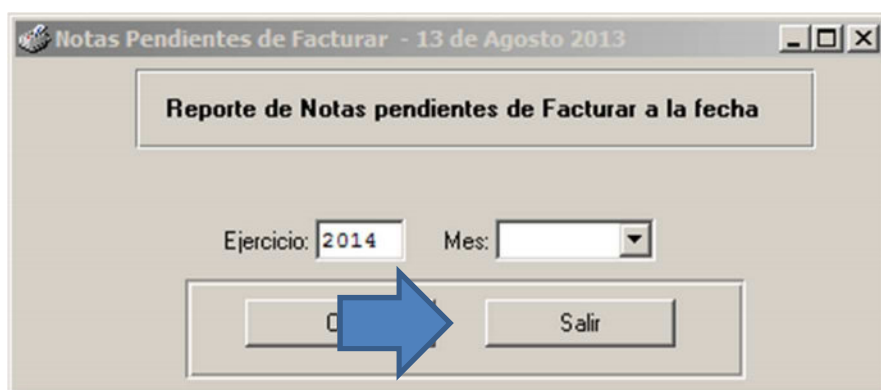 Notas Pendientes de Facturar - 13 de Agosto 2013
Reporte de Notas pendientes de Facturar a la fecha
Ejercicio: 2014 Mes:
Salir